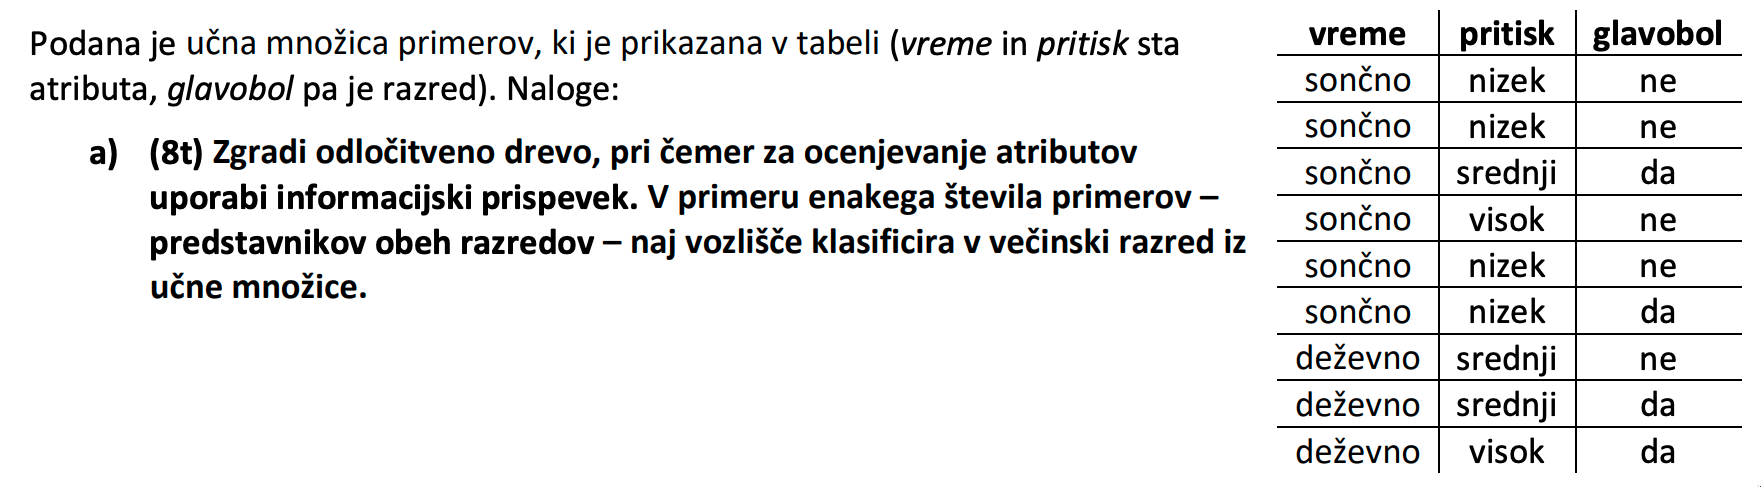 Podana je učna množica primerov, ki je prikazana v tabeli (vreme in pritisk sta
atributa, glavobol pa je razred). Naloge:
a) (8t) Zgradi odločitveno drevo, pri čemer za ocenjevanje atributov
uporabi informacijski prispevek. V primeru enakega števila primerov –
predstavnikov obeh razredov – naj vozlišče klasificira v večinski razred iz
učne množice.
vreme pritisk glavobol
sončno nizek ne
sončno nizek ne
sončno srednji da
sončno visok ne
sončno nizek ne
sončno nizek da
deževno srednji ne
deževno srednji da
deževno visok da